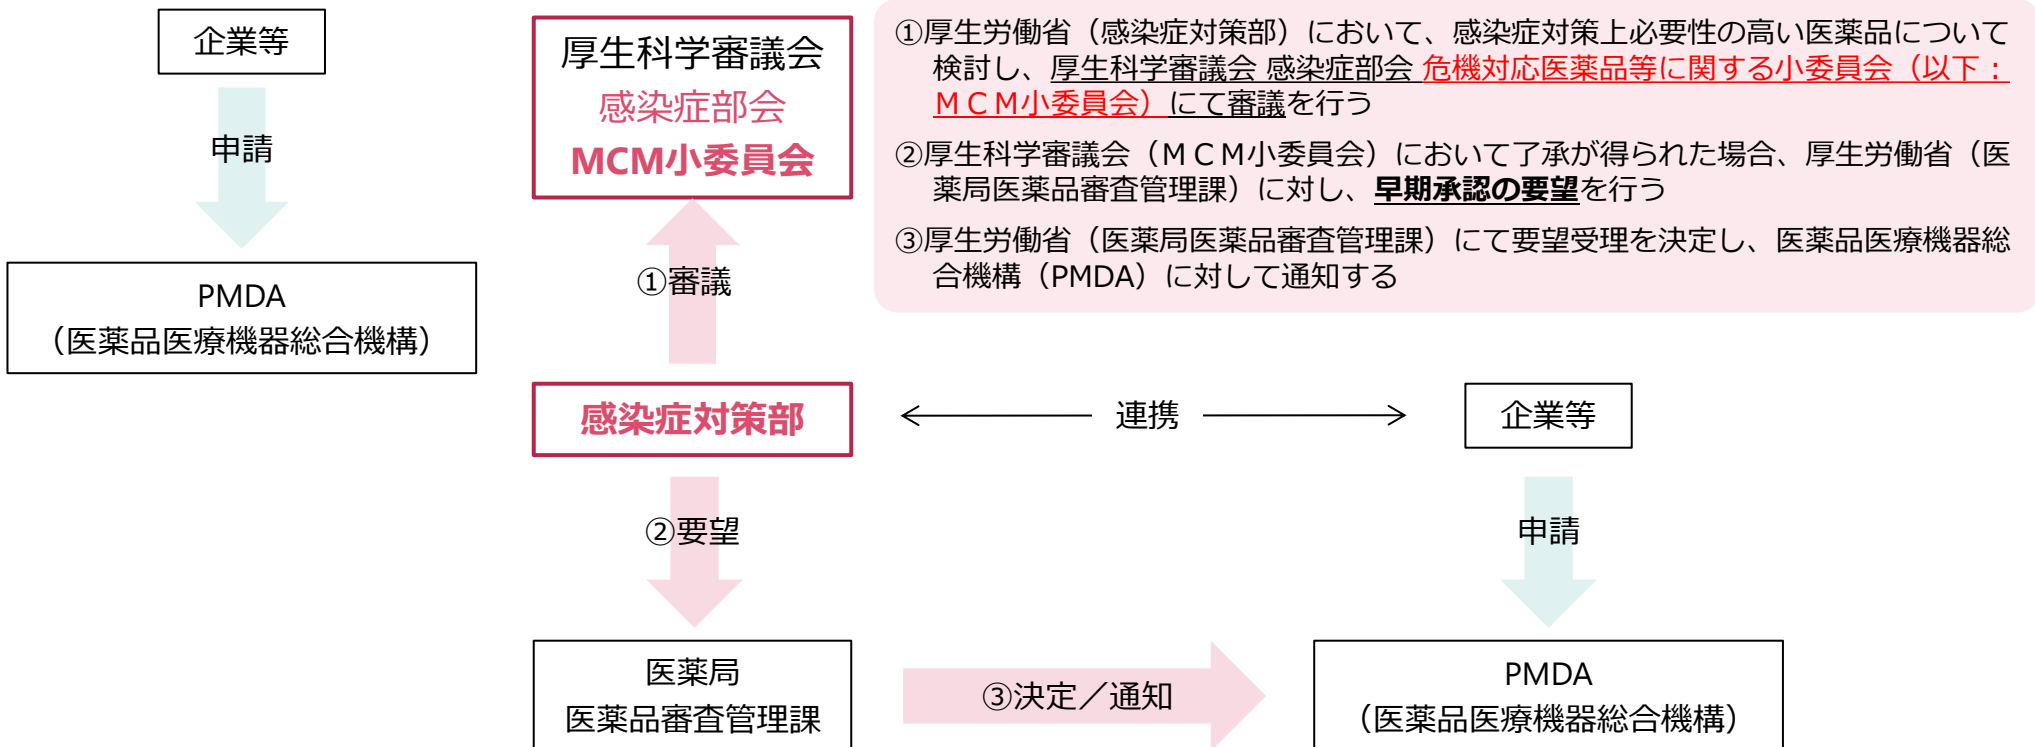 企業等
申請
PMDA
（医薬品医療機器総合機構）
厚生科学審議会
感染症部会
MCM小委員会
①審議
感染症対策部
②要望
医薬局
医薬品審査管理課
③決定／通知
①厚生労働省（感染症対策部）において、感染症対策上必要性の高い医薬品について
検討し、厚生科学審議会 感染症部会 危機対応医薬品等に関する小委員会（以下：
ＭＣＭ小委員会）にて審議を行う
②厚生科学審議会（ＭＣＭ小委員会）において了承が得られた場合、厚生労働省（医
薬局医薬品審査管理課）に対し、早期承認の要望を行う
③厚生労働省（医薬局医薬品審査管理課）にて要望受理を決定し、医薬品医療機器総
合機構（PMDA）に対して通知する
連携
企業等
申請
PMDA
（医薬品医療機器総合機構）